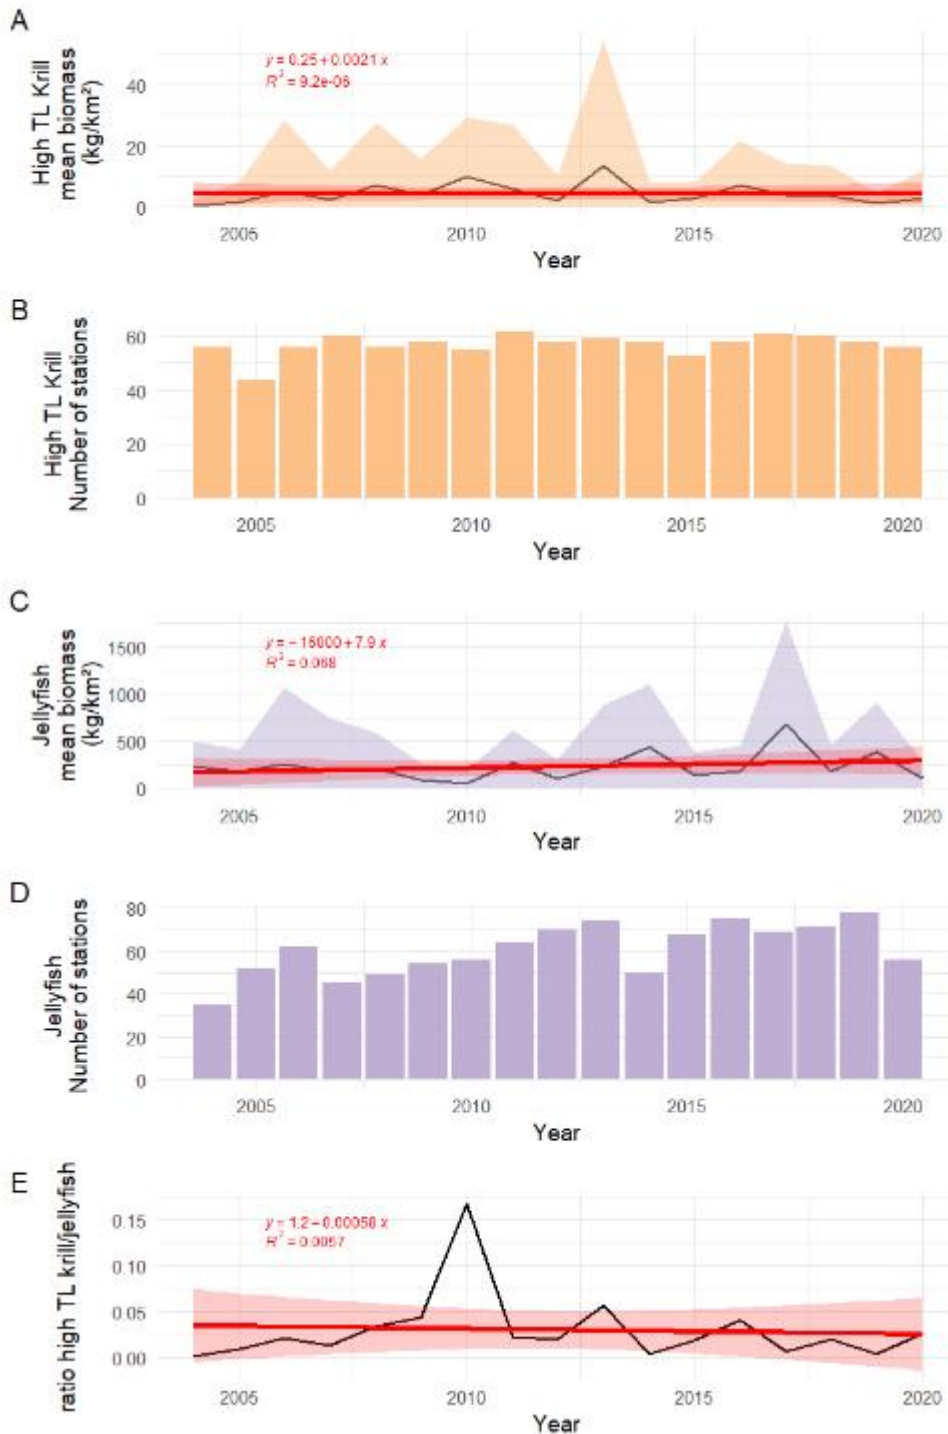 A
High TL Krill
mean biomass
(kg/km²)
y = 0.25 + 0.0021 x
R² = 9.2e-06
40
20
0
2005 2010 2015 2020
Year
B
High TL Krill
Number of stations
60
40
20
0
2005 2010 2015 2020
Year
C
Jellyfish
mean biomass
(kg/km²)
y = − 16000 + 7.9 x
R² = 0.068
1500
1000
500
0
2005 2010 2015 2020
Year
D
Jellyfish
Number of stations
80
60
40
20
0
2005 2010 2015 2020
Year
E
ratio high TL krill/jellyfish
y = 1.2 − 0.00058 x
R² = 0.0057
0.15
0.10
0.05
0.00
2005 2010 2015 2020
Year